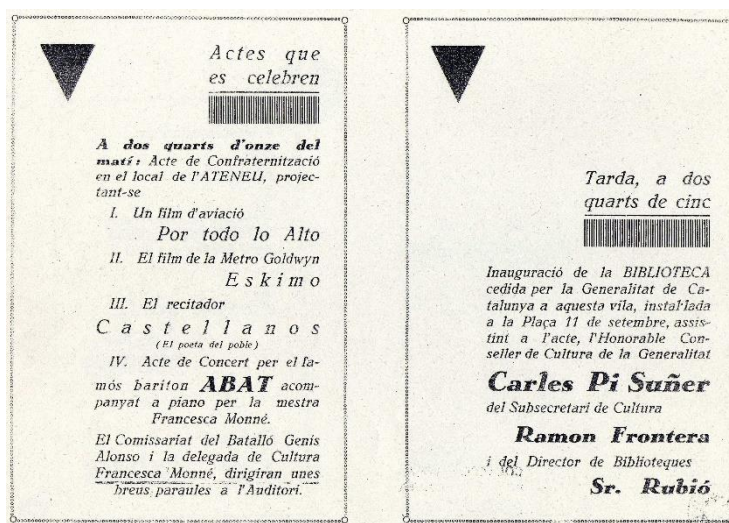 Actes que
es celebren
A dos quarts d'onze del
matí: Acte de Confraternització
en el local de l'ATENEU, projec-
tant-se
I. Un film d'aviació
Por todo lo Alto
II. El film de la Metro Goldwyn
Eskimo
III. El recitador
Castellanos
(El poeta del poble)
IV. Acte de Concert per el fa-
mós bariton ABAT acom-
panyat a piano per la mestra
Francesca Monné.
El Comissariat del Batalló Genís
Alonso i la delegada de Cultura
Francesca Monné, dirigiran unes
breus paraules a l'Auditori.
Tarda, a dos
quarts de cinc
Inauguració de la BIBLIOTECA
cedida per la Generalitat de Ca-
talunya a aquesta vila, instal·lada
a la Plaça 11 de setembre, assis-
tint a l'acte, l'Honorable Con-
seller de Cultura de la Generalitat
Carles Pi Suñer
del Subsecretari de Cultura
Ramon Frontera
i del Director de Biblioteques
Sr. Rubió